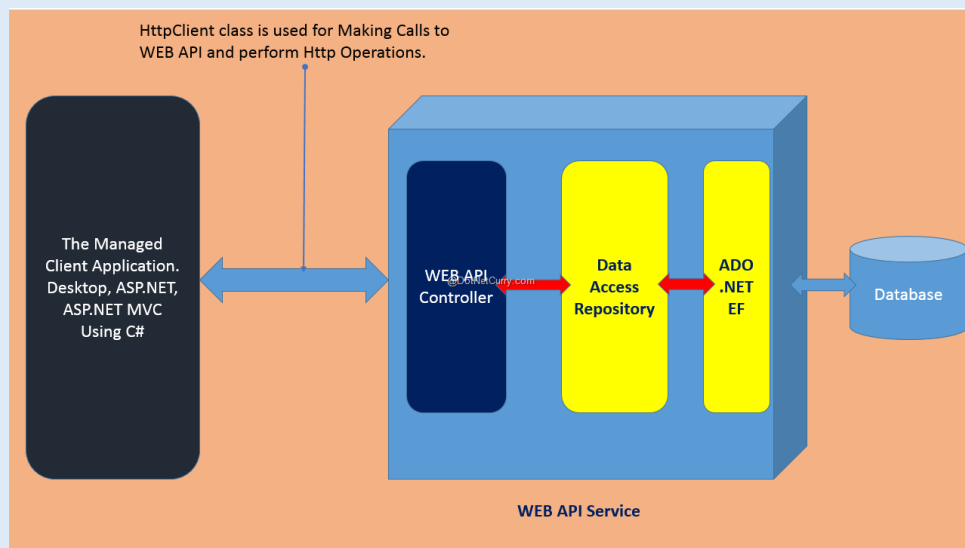 HttpClient class is used for Making Calls to
WEB API and perform Http Operations.
The Managed
Client Application.
Desktop, ASP.NET,
ASP.NET MVC
Using C#
WEB API
Controller
@DotNetCurry.com
Data
Access
Repository
ADO
.NET
EF
Database
WEB API Service